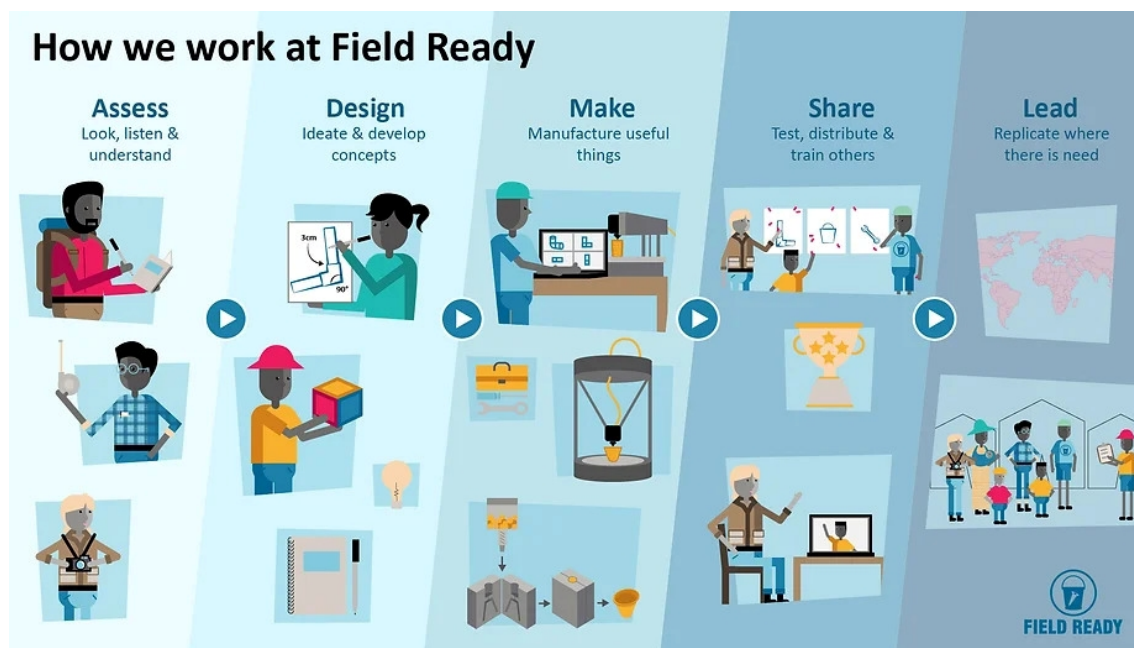 How we work at Field Ready
Assess
Look, listen &
understand
Design
Ideate & develop
concepts
Make
Manufacture useful
things
Share
Test, distribute &
train others
Lead
Replicate where
there is need
3cm
90°
FIELD READY